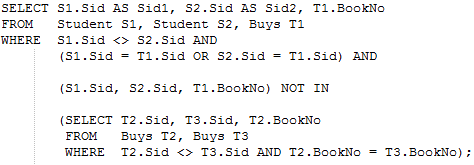 SELECT S1.Sid AS Sid1, S2.Sid AS Sid2, T1.BookNo
FROM Student S1, Student S2, Buys T1
WHERE S1.Sid <> S2.Sid AND
(S1.Sid = T1.Sid OR S2.Sid = T1.Sid) AND
(S1.Sid, S2.Sid, T1.BookNo) NOT IN
(SELECT T2.Sid, T3.Sid, T2.BookNo
FROM Buys T2, Buys T3
WHERE T2.Sid <> T3.Sid AND T2.BookNo = T3.BookNo);